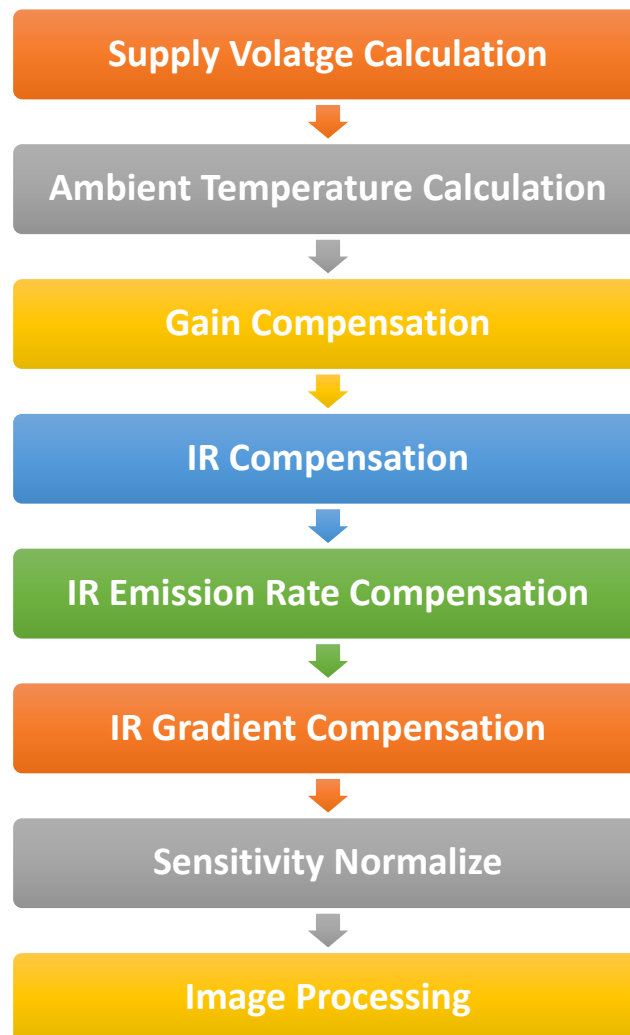 Supply Volatge Calculation
Ambient Temperature Calculation
Gain Compensation
IR Compensation
IR Emission Rate Compensation
IR Gradient Compensation
Sensitivity Normalize
Image Processing